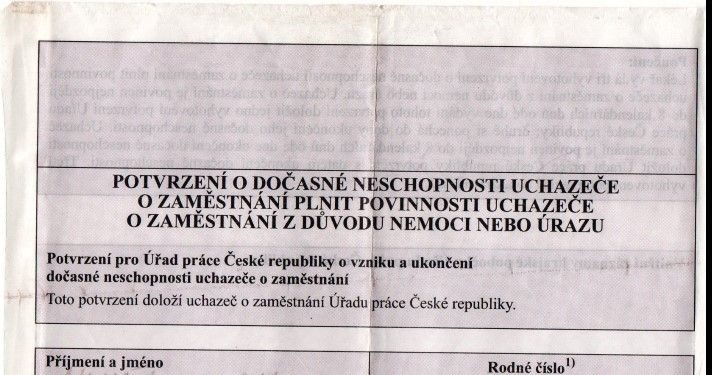 POTVRZENÍ O DOČASNÉ NESCHOPNOSTI UCHAZEČE
O ZAMĚSTNÁNÍ PLNIT POVINNOSTI UCHAZEČE
O ZAMĚSTNÁNÍ Z DŮVODU NEMOCI NEBO ÚRAZU
Potvrzení pro Úřad práce České republiky o vzniku a ukončení
dočasné neschopnosti uchazeče o zaměstnání
Toto potvrzení doloží uchazeč o zaměstnání Úřadu práce České republiky.
Příjmení a jméno
Rodné číslo1)